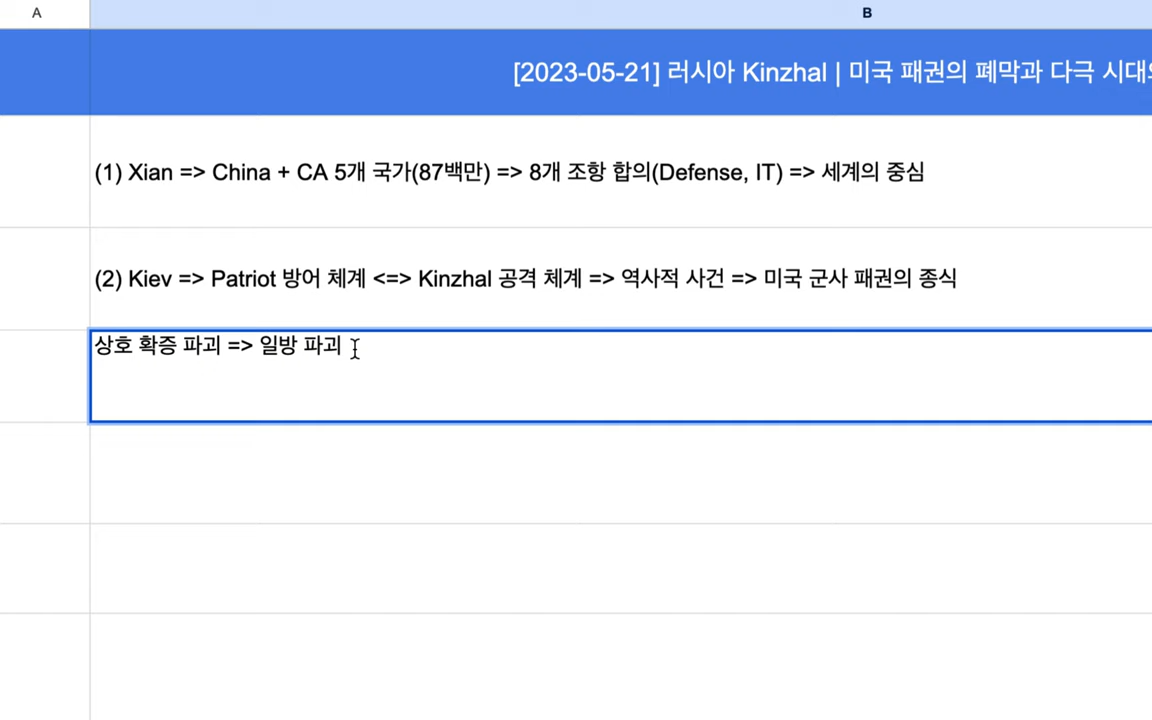 A
B
[2023-05-21] 러시아 Kinzhal | 미국 패권의 폐막과 다극 시대
(1) Xian => China + CA 5개 국가(87백만) => 8개 조항 합의(Defense, IT) => 세계의 중심
(2) Kiev => Patriot 방어 체계 <=> Kinzhal 공격 체계 => 역사적 사건 => 미국 군사 패권의 종식
상호 확증 파괴 => 일방 파괴